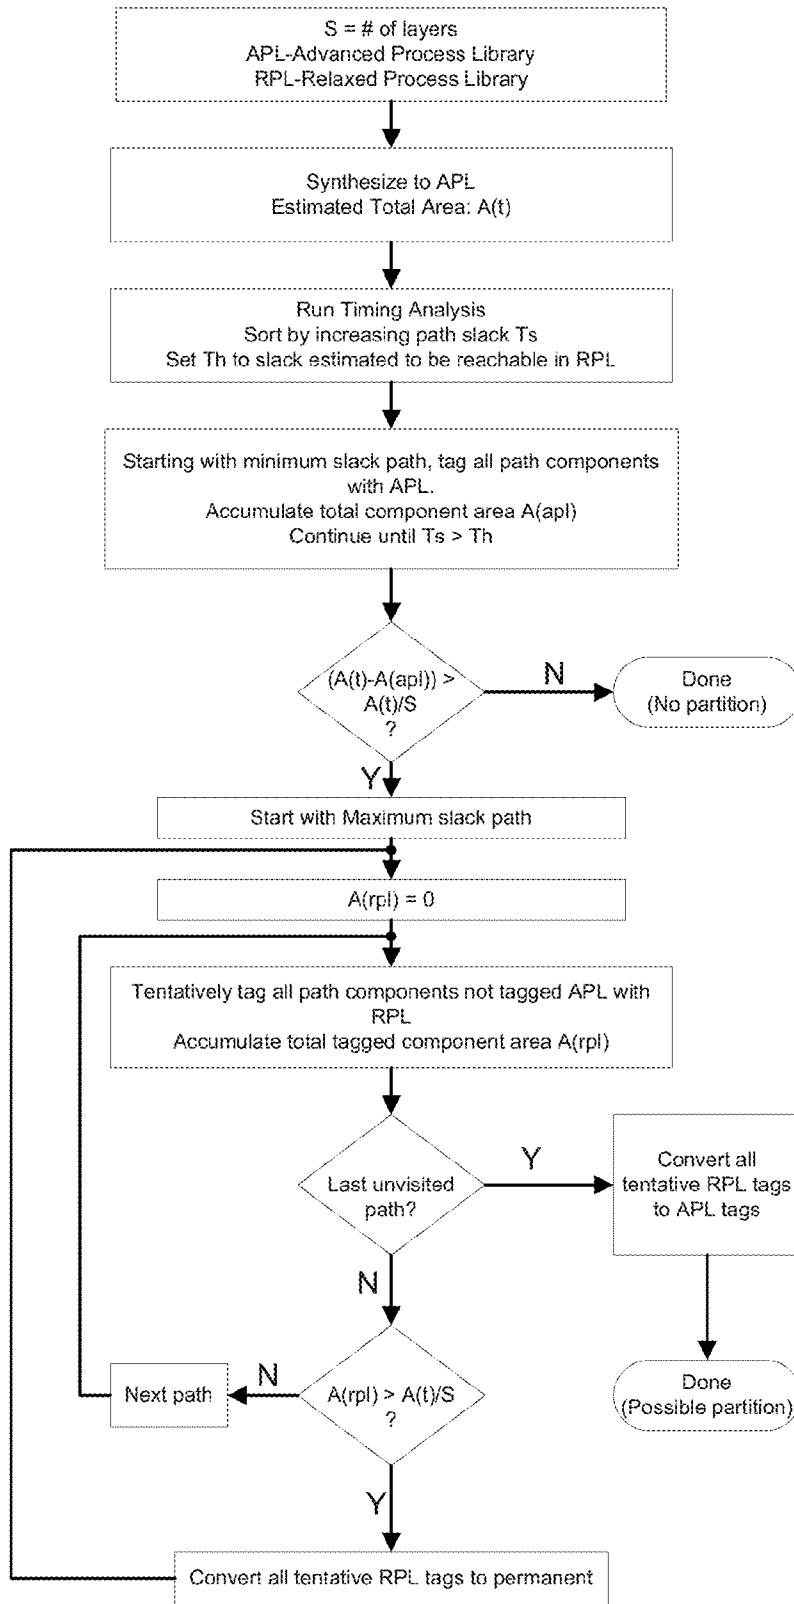 S = # of layers
APL-Advanced Process Library
RPL-Relaxed Process Library
Synthesize to APL
Estimated Total Area: A(t)
Run Timing Analysis
Sort by increasing path slack Ts
Set Th to slack estimated to be reachable in RPL
Starting with minimum slack path, tag all path components
with APL.
Accumulate total component area A(apl)
Continue until Ts > Th
(A(t)-A(apl)) >
A(t)/S
?
N
Done
(No partition)
Y
Start with Maximum slack path
A(rpl) = 0
Tentatively tag all path components not tagged APL with
RPL
Accumulate total tagged component area A(rpl)
Last unvisited
path?
Y
Convert all
tentative RPL tags
to APL tags
N
Done
(Possible partition)
A(rpl) > A(t)/S
?
N
Next path
Y
Convert all tentative RPL tags to permanent